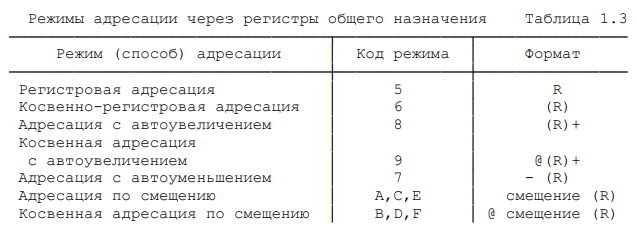 Режимы адресации через регистры общего назначения Таблица 1.3
Режим (способ) адресации Код режима Формат
Регистровая адресация 5 R
Косвенно-регистровая адресация 6 (R)
Адресация с автоувеличением 8 (R)+
Косвенная адресация
с автоувеличением 9 @(R)+
Адресация с автоуменьшением 7 - (R)
Адресация по смещению A,C,E смещение (R)
Косвенная адресация по смещению B,D,F @ смещение (R)